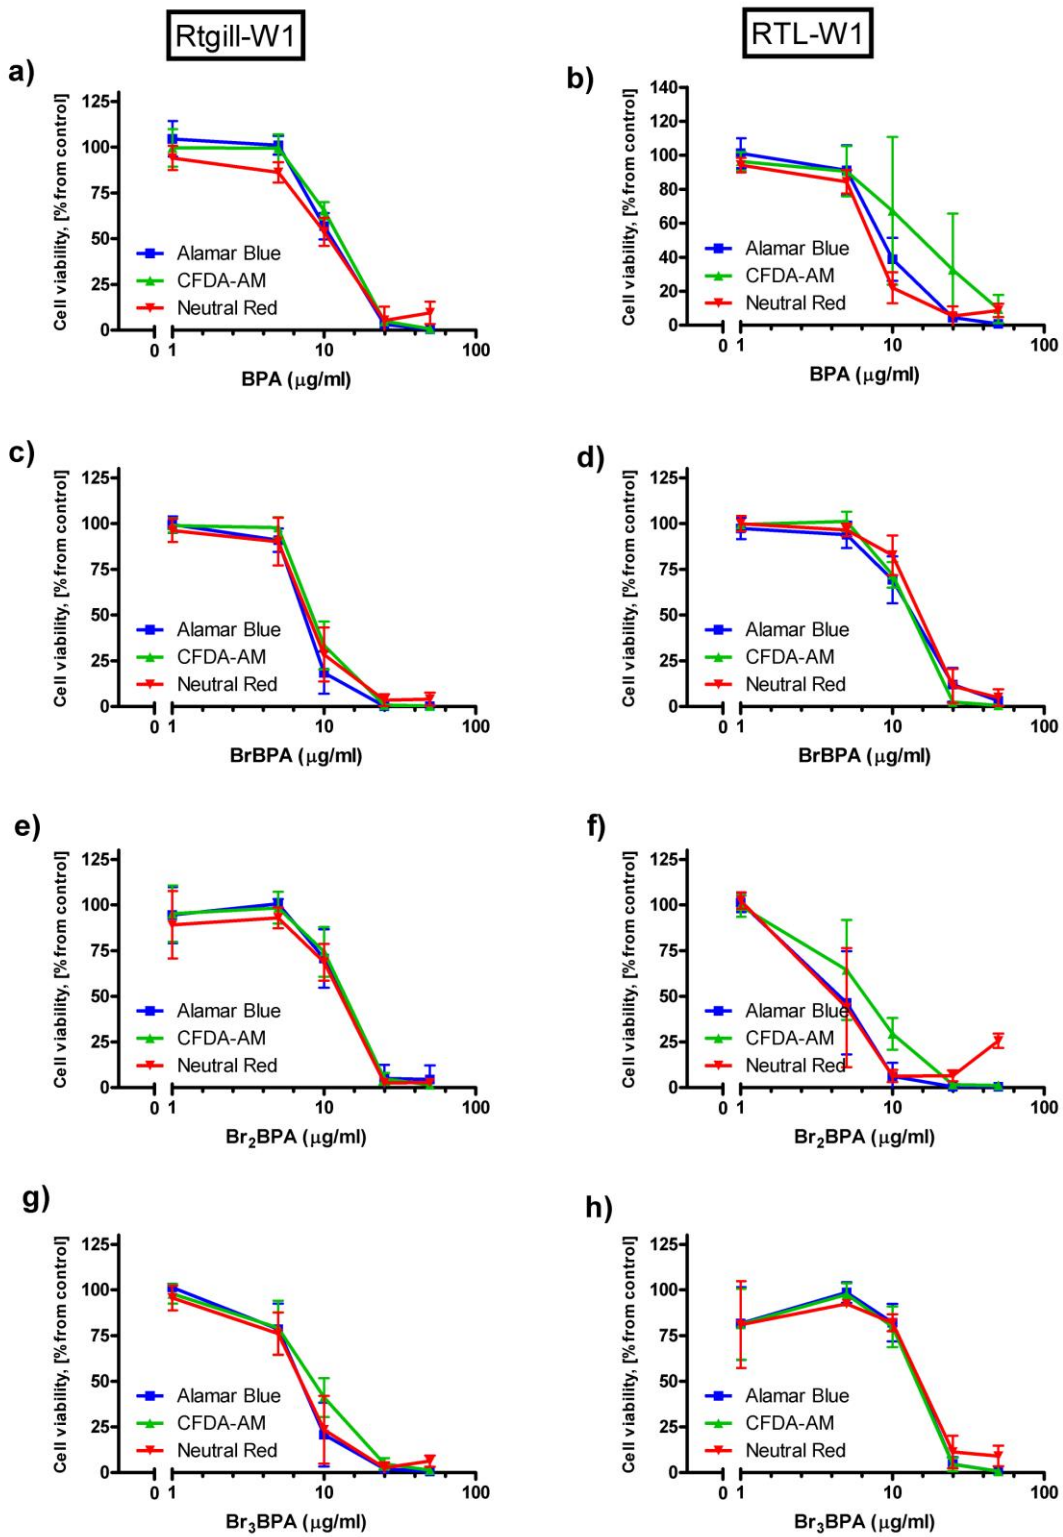 Rtgill-W1
RTL-W1
a)
Cell viability, [% from control]
125
100
75
50
25
0
Alamar Blue
CFDA-AM
Neutral Red
0 1 10 100
BPA (μg/ml)
b)
Cell viability, [% from control]
140
120
100
80
60
40
20
0
Alamar Blue
CFDA-AM
Neutral Red
0 1 10 100
BPA (μg/ml)
c)
Cell viability, [% from control]
125
100
75
50
25
0
Alamar Blue
CFDA-AM
Neutral Red
0 1 10 100
BrBPA (μg/ml)
d)
Cell viability, [% from control]
125
100
75
50
25
0
Alamar Blue
CFDA-AM
Neutral Red
0 1 10 100
BrBPA (μg/ml)
e)
Cell viability, [% from control]
125
100
75
50
25
0
Alamar Blue
CFDA-AM
Neutral Red
0 1 10 100
Br₂BPA (μg/ml)
f)
Cell viability, [% from control]
125
100
75
50
25
0
Alamar Blue
CFDA-AM
Neutral Red
0 1 10 100
Br₂BPA (μg/ml)
g)
Cell viability, [% from control]
125
100
75
50
25
0
Alamar Blue
CFDA-AM
Neutral Red
0 1 10 100
Br₃BPA (μg/ml)
h)
Cell viability, [% from control]
125
100
75
50
25
0
Alamar Blue
CFDA-AM
Neutral Red
0 1 10 100
Br₃BPA (μg/ml)